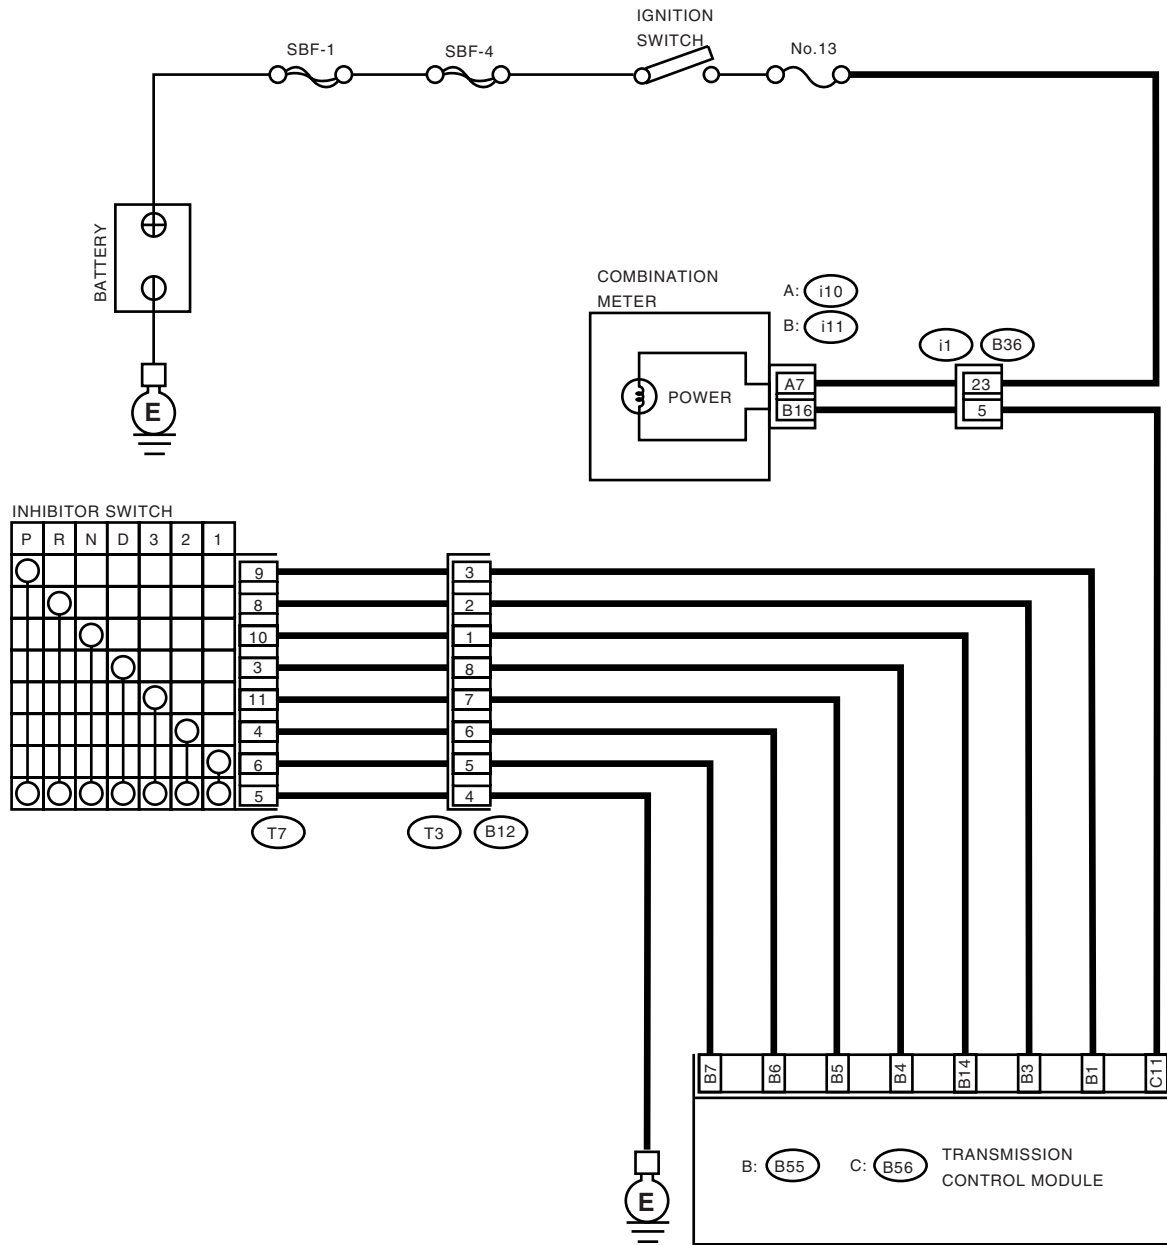 IGNITION
SWITCH
SBF-1
SBF-4
No.13
BATTERY
E
COMBINATION
METER
A: i10
B: i11
i1
B36
POWER
A7
23
B16
5
INHIBITOR SWITCH
P R N D 3 2 1
9 3
8 2
10 1
3 8
11 7
4 6
6 5
5 4
T7
T3
B12
B7 B6 B5 B4 B14 B3 B1 C11
B: B55 C: B56
TRANSMISSION
CONTROL MODULE
E